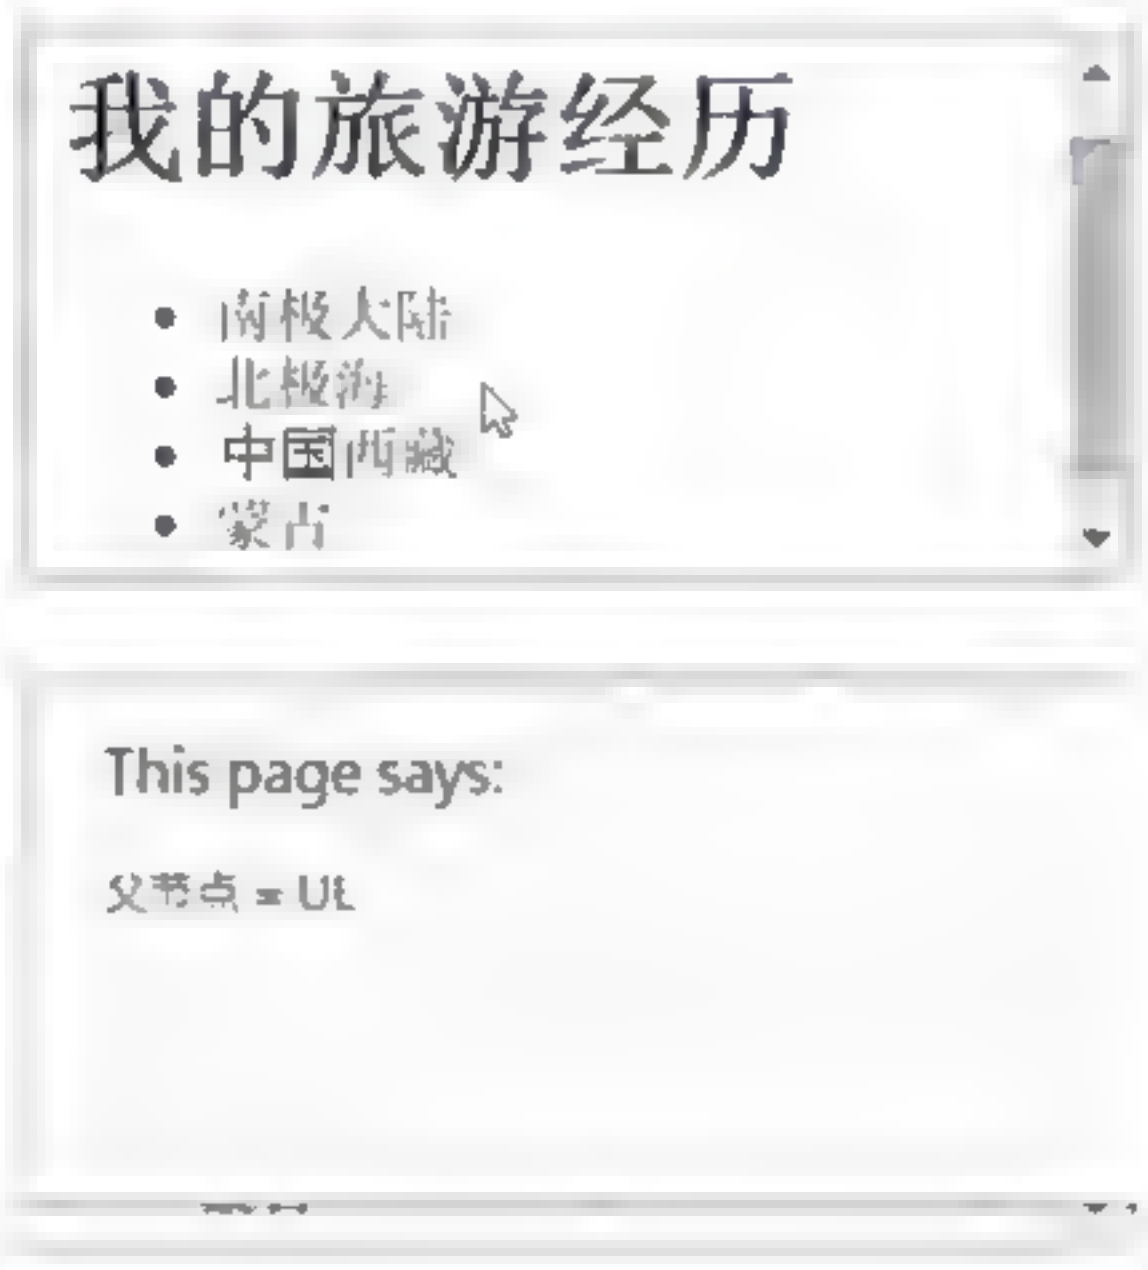 我的旅游经历
南极大陆
北极海
中国西藏
蒙古
This page says:
父节点 = UL